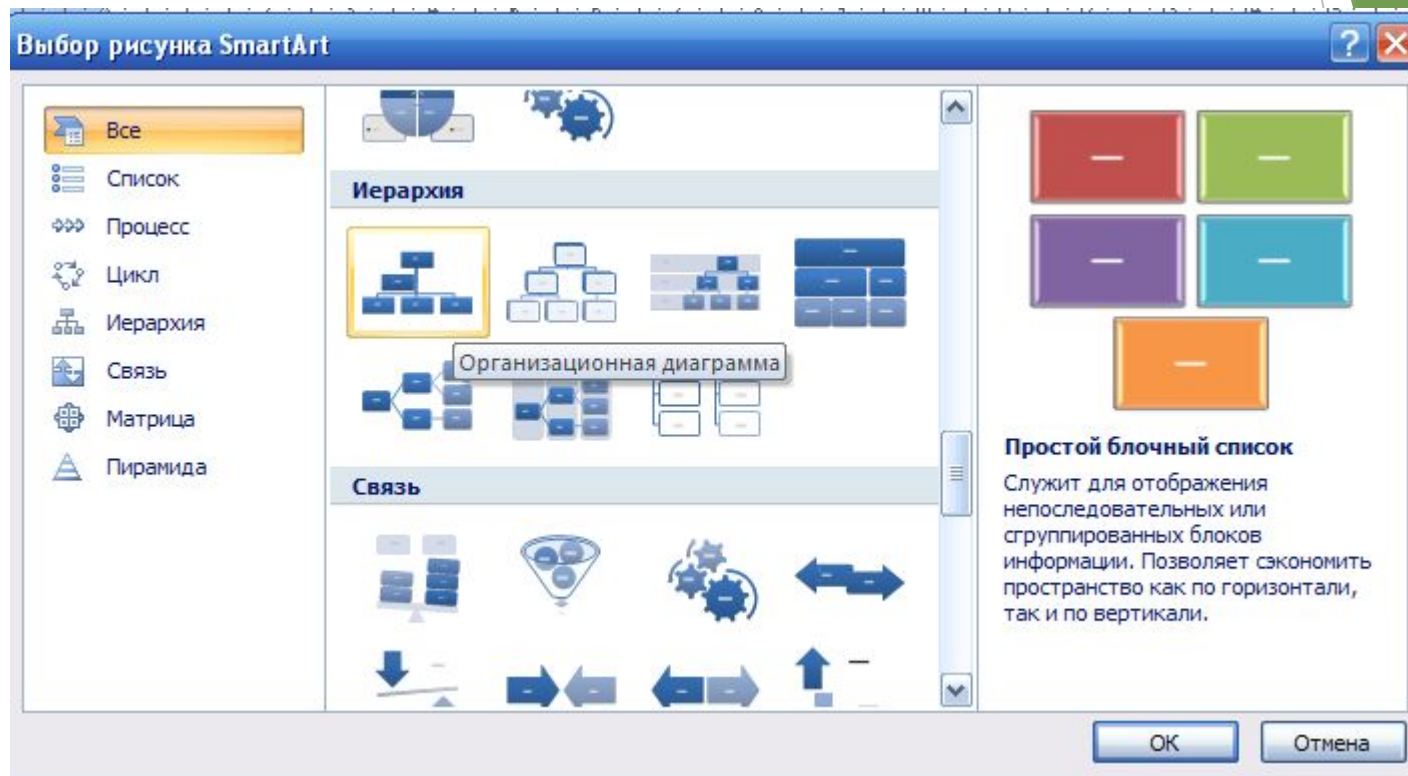 Выбор рисунка SmartArt
Все
Список
Процесс
Цикл
Иерархия
Связь
Матрица
Пирамида
Иерархия
Организационная диаграмма
Связь
Простой блочный список
Служит для отображения
непоследовательных или
сгруппированных блоков
информации. Позволяет сэкономить
пространство как по горизонтали,
так и по вертикали.
ОК
Отмена